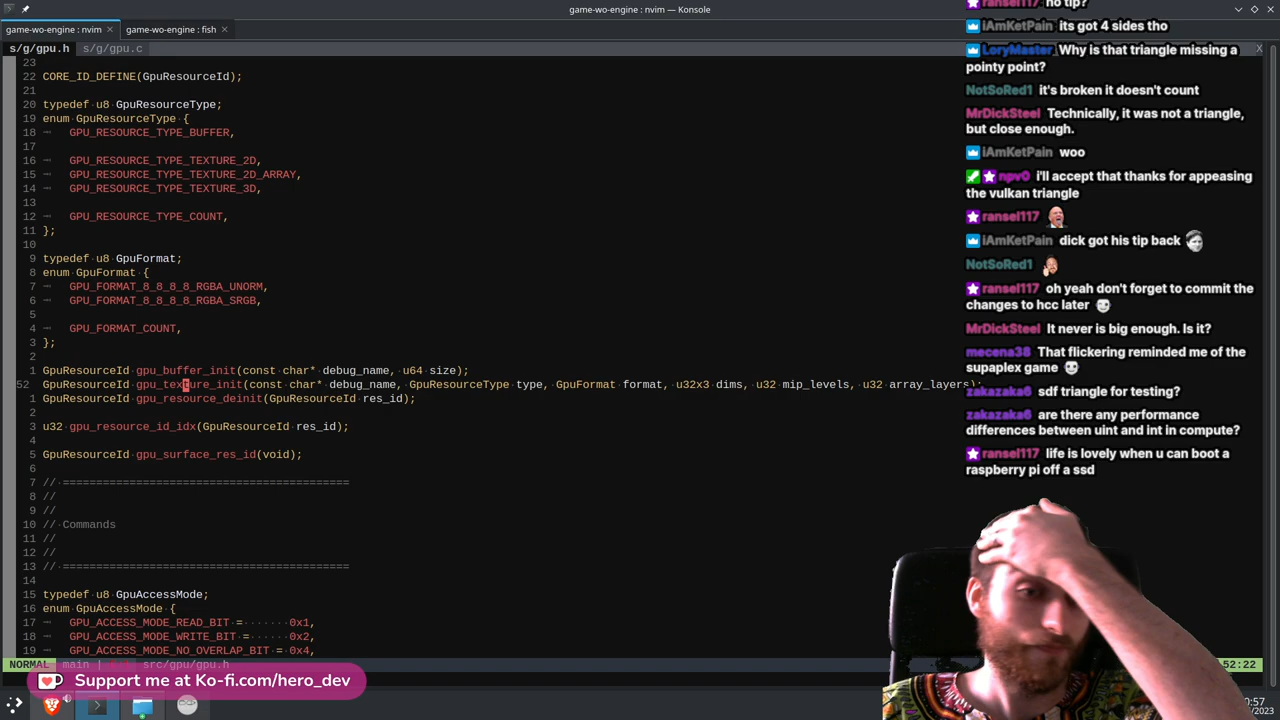 game-wo-engine : nvim — Konsole
game-wo-engine : nvim
game-wo-engine : fish
s/g/gpu.h s/g/gpu.c X
23
22 CORE_ID_DEFINE(GpuResourceId);
21
20 typedef u8 GpuResourceType;
19 enum GpuResourceType {
18 GPU_RESOURCE_TYPE_BUFFER,
17
16 GPU_RESOURCE_TYPE_TEXTURE_2D,
15 GPU_RESOURCE_TYPE_TEXTURE_2D_ARRAY,
14 GPU_RESOURCE_TYPE_TEXTURE_3D,
13
12 GPU_RESOURCE_TYPE_COUNT,
11 };
10
9 typedef u8 GpuFormat;
8 enum GpuFormat {
7 GPU_FORMAT_8_8_8_8_RGBA_UNORM,
6 GPU_FORMAT_8_8_8_8_RGBA_SRGB,
5
4 GPU_FORMAT_COUNT,
3 };
2
1 GpuResourceId gpu_buffer_init(const char* debug_name, u64 size);
52 GpuResourceId gpu_texture_init(const char* debug_name, GpuResourceType type, GpuFormat format, u32x3 dims, u32 mip_levels, u32 array_layers);
1 GpuResourceId gpu_resource_deinit(GpuResourceId res_id);
2
3 u32 gpu_resource_id_idx(GpuResourceId res_id);
4
5 GpuResourceId gpu_surface_res_id(void);
6
7 // ===========================================
8 //
9 //
10 // Commands
11 //
12 //
13 // ===========================================
14
15 typedef u8 GpuAccessMode;
16 enum GpuAccessMode {
17 GPU_ACCESS_MODE_READ_BIT = 0x1,
18 GPU_ACCESS_MODE_WRITE_BIT = 0x2,
19 GPU_ACCESS_MODE_NO_OVERLAP_BIT = 0x4,
NORMAL main | src/gpu/gpu.h 52:22
Support me at Ko-fi.com/hero_dev
ransel117 no tip?
iAmKetPain its got 4 sides tho
LoryMaster Why is that triangle missing a
pointy point?
NotSoRed1 it's broken it doesn't count
MrDickSteel Technically, it was not a triangle,
but close enough.
iAmKetPain woo
npv0 i'll accept that thanks for appeasing
the vulkan triangle
ransel117
iAmKetPain dick got his tip back
NotSoRed1
ransel117 oh yeah don't forget to commit the
changes to hcc later
MrDickSteel It never is big enough. Is it?
mecena38 That flickering reminded me of the
supaplex game
zakazaka6 sdf triangle for testing?
zakazaka6 are there any performance
differences between uint and int in compute?
ransel117 life is lovely when u can boot a
raspberry pi off a ssd